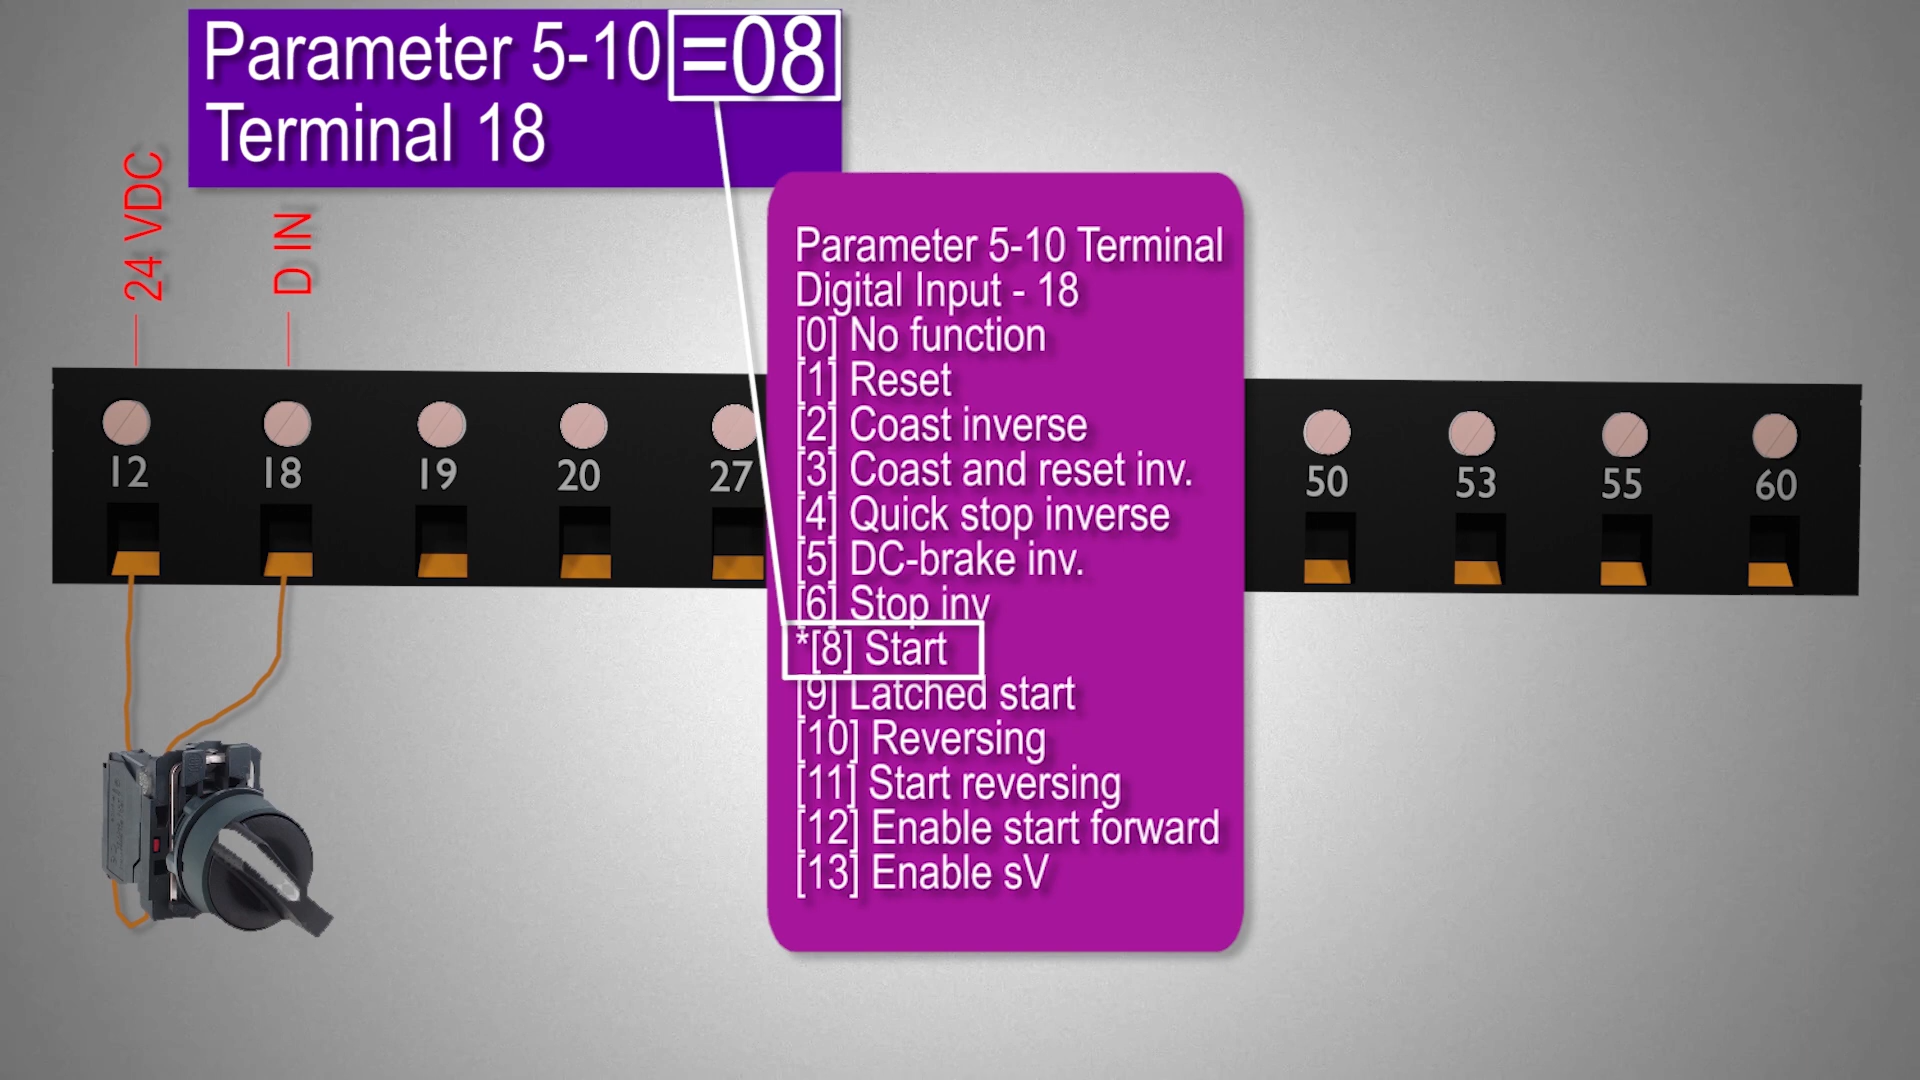 Parameter 5-10 =08
Terminal 18
24 VDC
D IN
12 18 19 20 27 50 53 55 60
Parameter 5-10 Terminal
Digital Input - 18
[0] No function
[1] Reset
[2] Coast inverse
[3] Coast and reset inv.
[4] Quick stop inverse
[5] DC-brake inv.
[6] Stop inv
*[8] Start
[9] Latched start
[10] Reversing
[11] Start reversing
[12] Enable start forward
[13] Enable sV